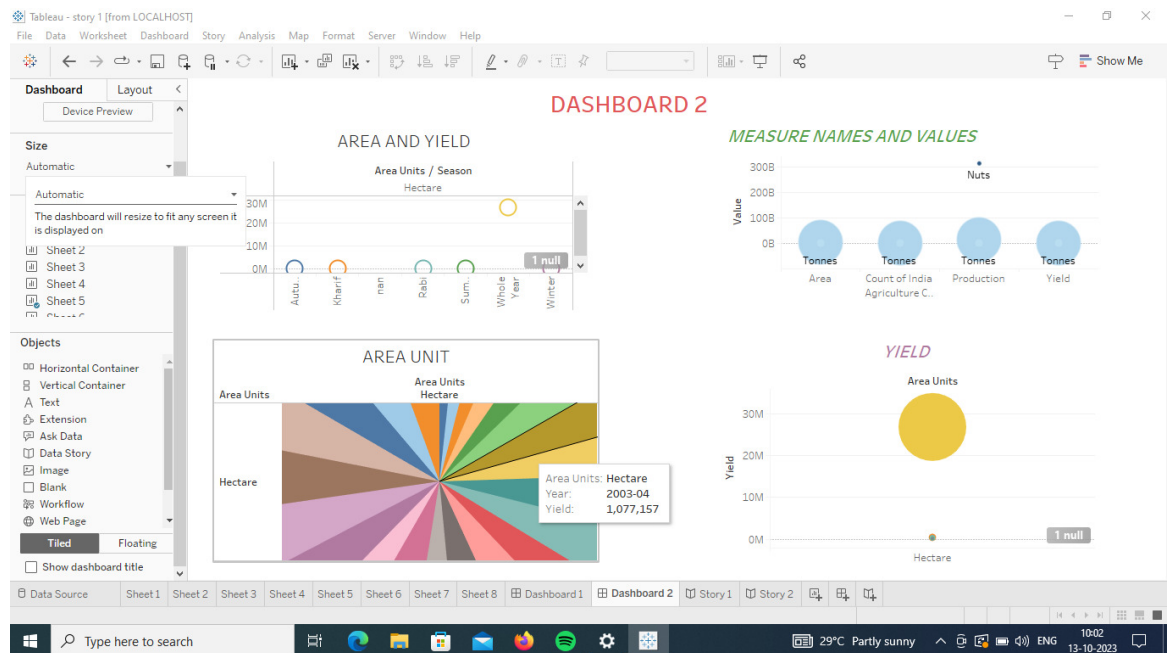 Tableau - story 1 [from LOCALHOST]
File Data Worksheet Dashboard Story Analysis Map Format Server Window Help
Show Me
Dashboard Layout
Device Preview
Size
Automatic
Automatic
The dashboard will resize to fit any screen it
is displayed on
Sheet 2
Sheet 3
Sheet 4
Sheet 5
Objects
Horizontal Container
Vertical Container
Text
Extension
Ask Data
Data Story
Image
Blank
Workflow
Web Page
Tiled Floating
Show dashboard title
DASHBOARD 2
AREA AND YIELD
Area Units / Season
Hectare
30M
20M
10M
0M
1 null
Autu..
Kharif
nan
Rabi
Sum..
Whole
Year
Winter
MEASURE NAMES AND VALUES
Value
300B
200B
100B
0B
Nuts
Tonnes Tonnes Tonnes Tonnes
Area Count of India Production Yield
Agriculture C..
AREA UNIT
Area Units
Area Units Hectare
Hectare
Area Units: Hectare
Year: 2003-04
Yield: 1,077,157
YIELD
Area Units
Yield
30M
20M
10M
0M
1 null
Hectare
Data Source Sheet 1 Sheet 2 Sheet 3 Sheet 4 Sheet 5 Sheet 6 Sheet 7 Sheet 8 Dashboard 1 Dashboard 2 Story 1 Story 2
Type here to search
29°C Partly sunny ENG 10:02
13-10-2023